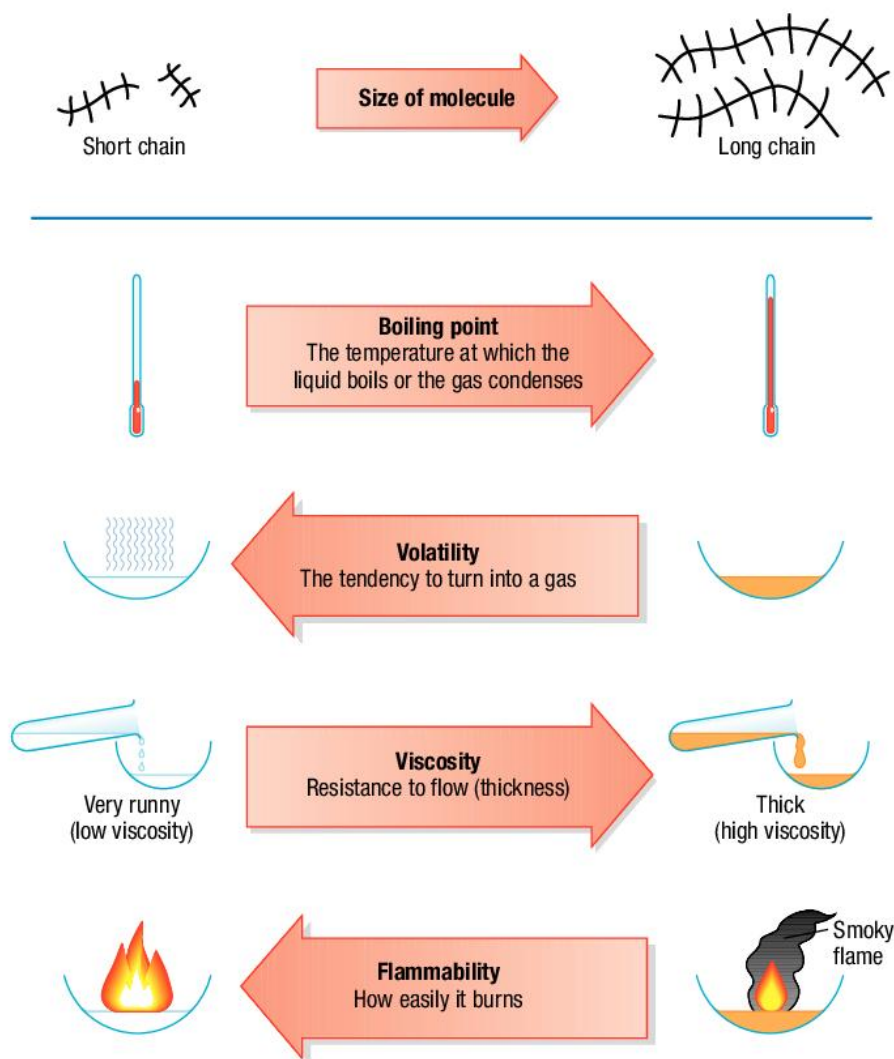 Size of molecule
Short chain
Long chain
Boiling point
The temperature at which the
liquid boils or the gas condenses
Volatility
The tendency to turn into a gas
Viscosity
Resistance to flow (thickness)
Very runny
(low viscosity)
Thick
(high viscosity)
Smoky
flame
Flammability
How easily it burns